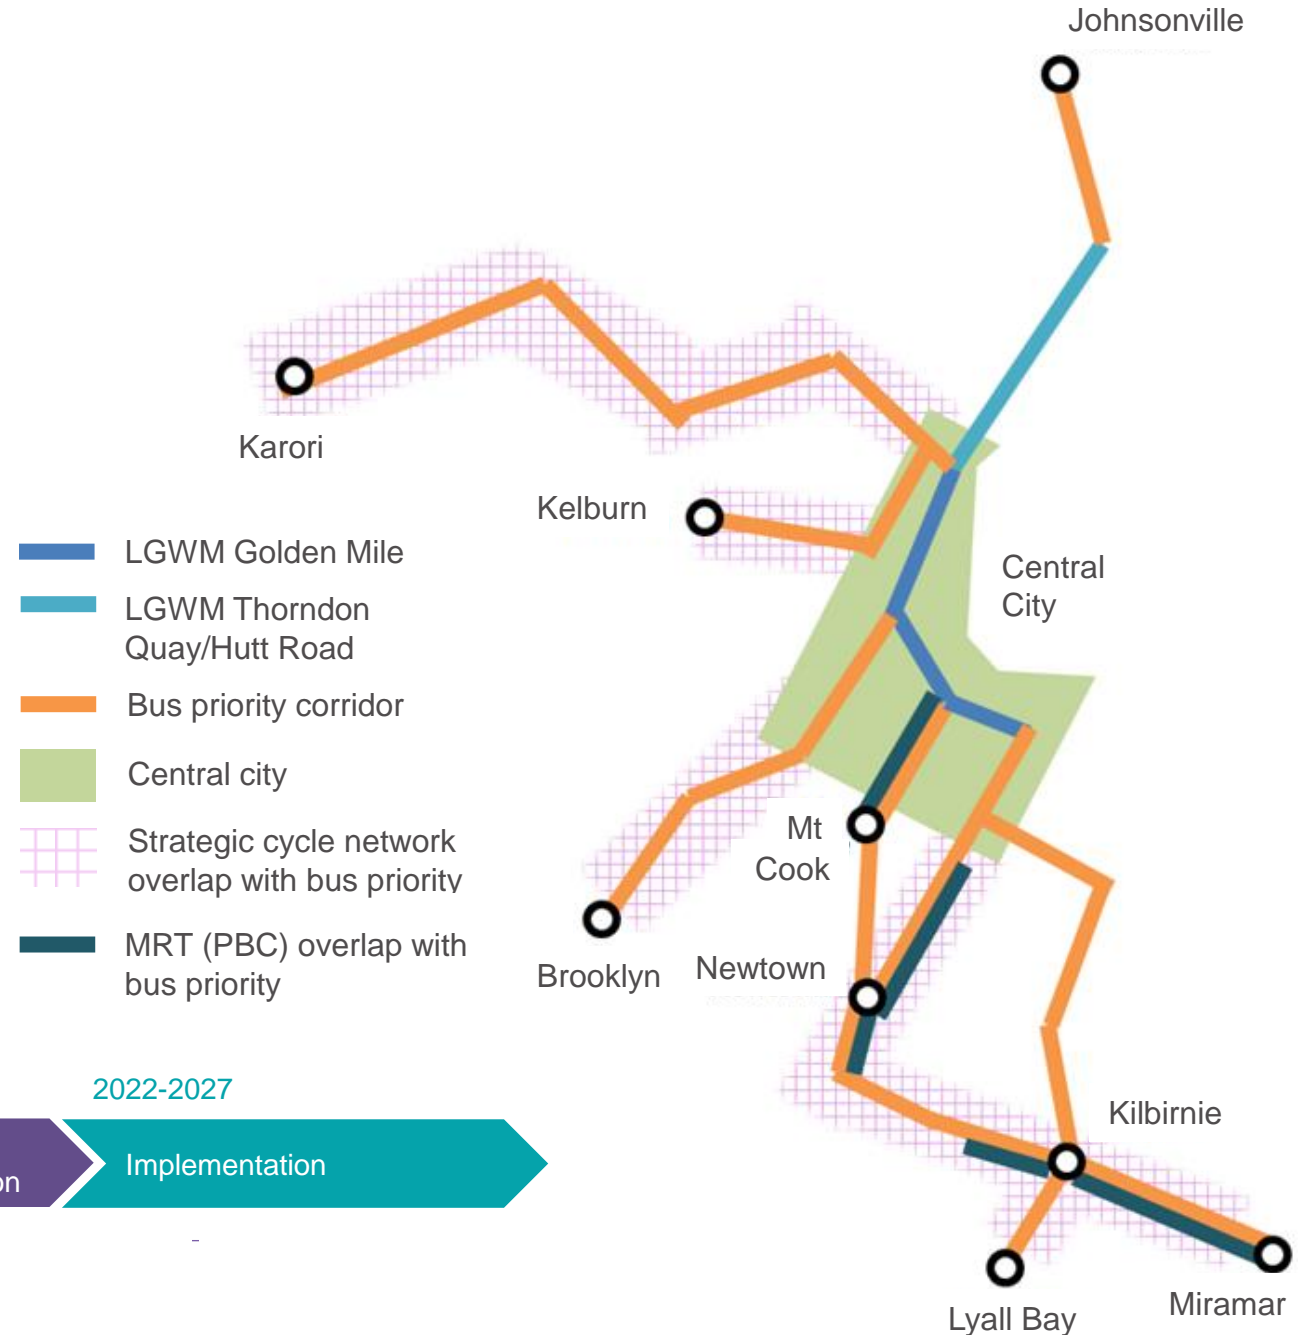 Johnsonville
Karori
Kelburn
LGWM Golden Mile
LGWM Thorndon
Quay/Hutt Road
Bus priority corridor
Central city
Strategic cycle network
overlap with bus priority
MRT (PBC) overlap with
bus priority
Central
City
Mt
Cook
Brooklyn
Newtown
2022-2027
on
Implementation
Kilbirnie
Lyall Bay
Miramar